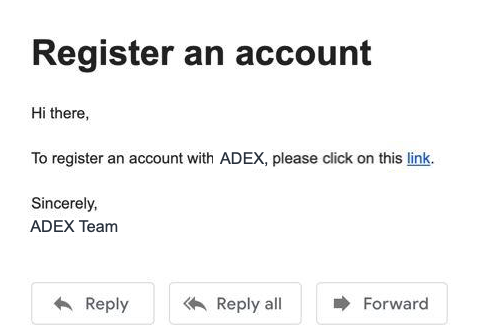 Register an account
Hi there,
To register an account with ADEX, please click on this link.
Sincerely,
ADEX Team
Reply Reply all Forward